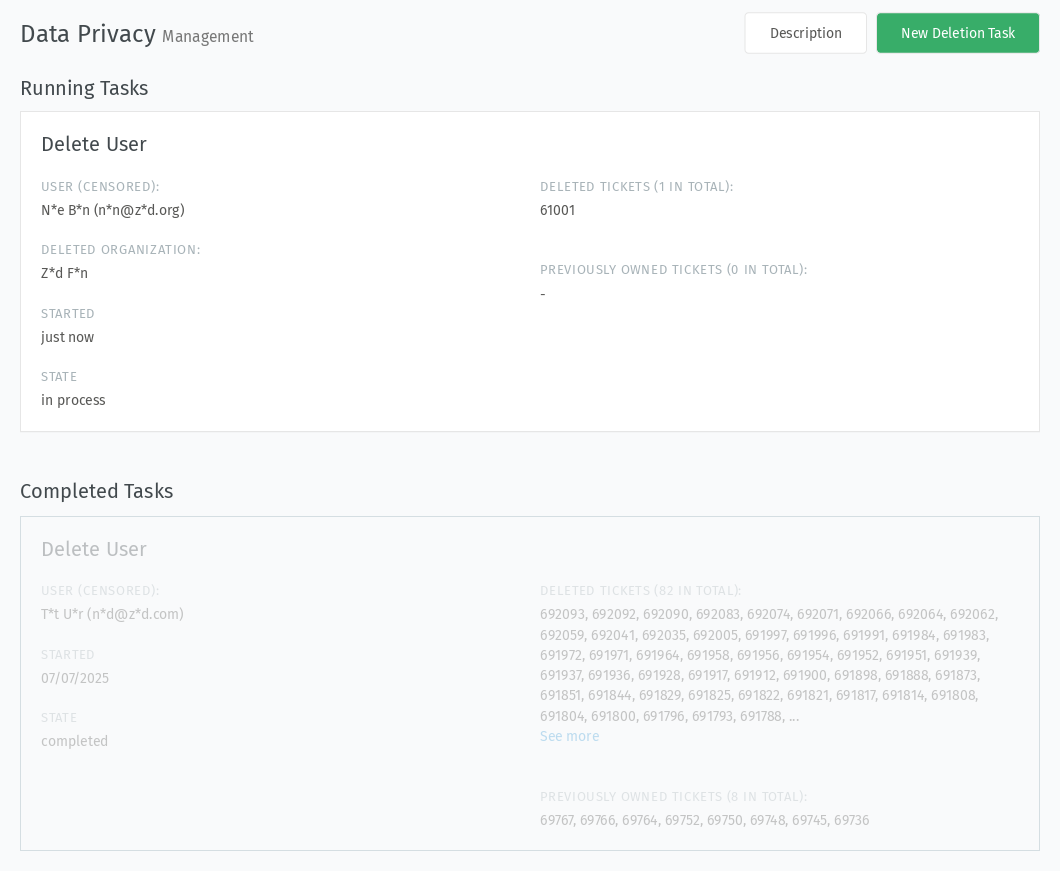 Data Privacy Management
Description
New Deletion Task
Running Tasks
Delete User
USER (CENSORED):
N*e B*n (n*n@z*d.org)
DELETED ORGANIZATION:
Z*d F*n
STARTED
just now
STATE
in process
DELETED TICKETS (1 IN TOTAL):
61001
PREVIOUSLY OWNED TICKETS (0 IN TOTAL):
-
Completed Tasks
Delete User
USER (CENSORED):
T*t U*r (n*d@z*d.com)
STARTED
07/07/2025
STATE
completed
DELETED TICKETS (82 IN TOTAL):
692093, 692092, 692090, 692083, 692074, 692071, 692066, 692064, 692062,
692059, 692041, 692035, 692005, 691997, 691996, 691991, 691984, 691983,
691972, 691971, 691964, 691958, 691956, 691954, 691952, 691951, 691939,
691937, 691936, 691928, 691917, 691912, 691900, 691898, 691888, 691873,
691851, 691844, 691829, 691825, 691822, 691821, 691817, 691814, 691808,
691804, 691800, 691796, 691793, 691788, ...
See more
PREVIOUSLY OWNED TICKETS (8 IN TOTAL):
69767, 69766, 69764, 69752, 69750, 69748, 69745, 69736